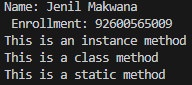 Name: Jenil Makwana
Enrollment: 92600565009
This is an instance method
This is a class method
This is a static method